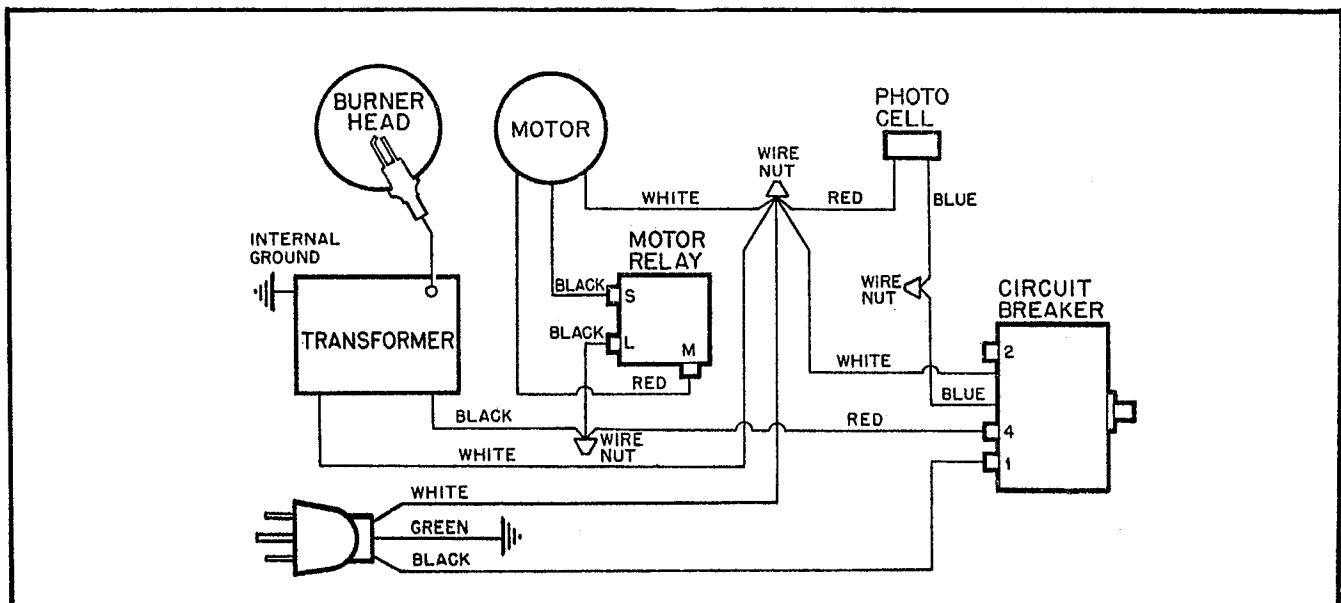 BURNER
HEAD
MOTOR
PHOTO
CELL
WIRE
NUT
WHITE
RED
BLUE
INTERNAL
GROUND
MOTOR
RELAY
BLACK
S
WIRE
NUT
CIRCUIT
BREAKER
TRANSFORMER
BLACK
L
M
2
WHITE
RED
BLUE
BLACK
RED
4
WIRE
NUT
WHITE
1
WHITE
GREEN
BLACK